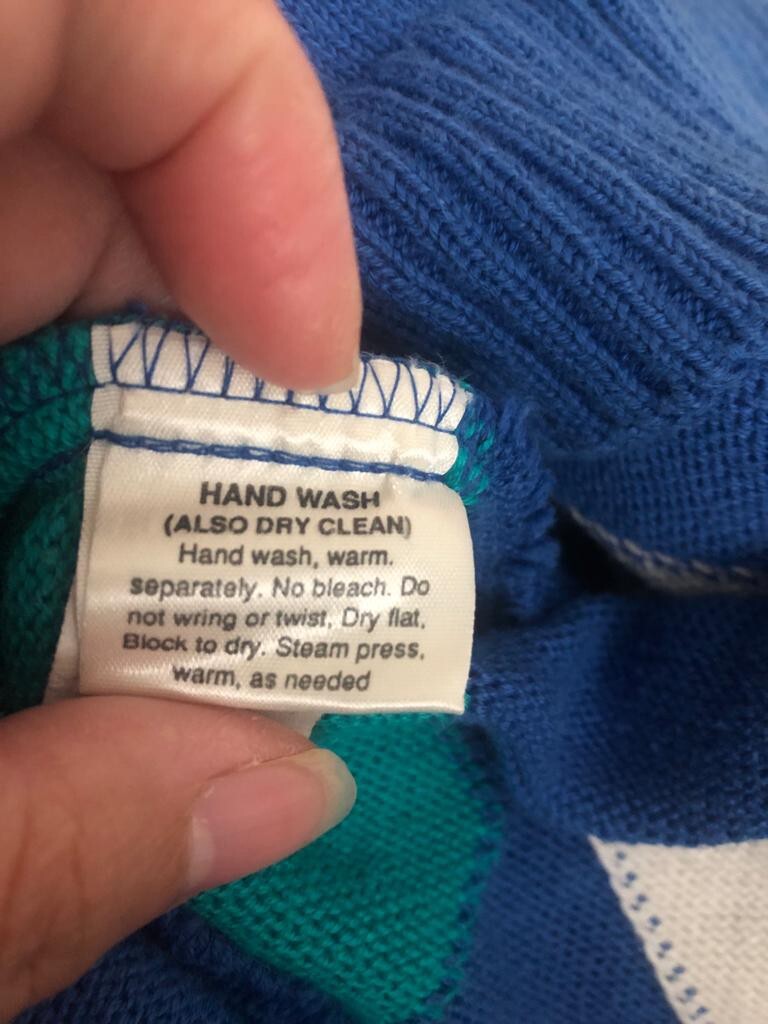 HAND WASH
(ALSO DRY CLEAN)
Hand wash, warm.
separately. No bleach. Do
not wring or twist, Dry flat,
Block to dry. Steam press,
warm, as needed